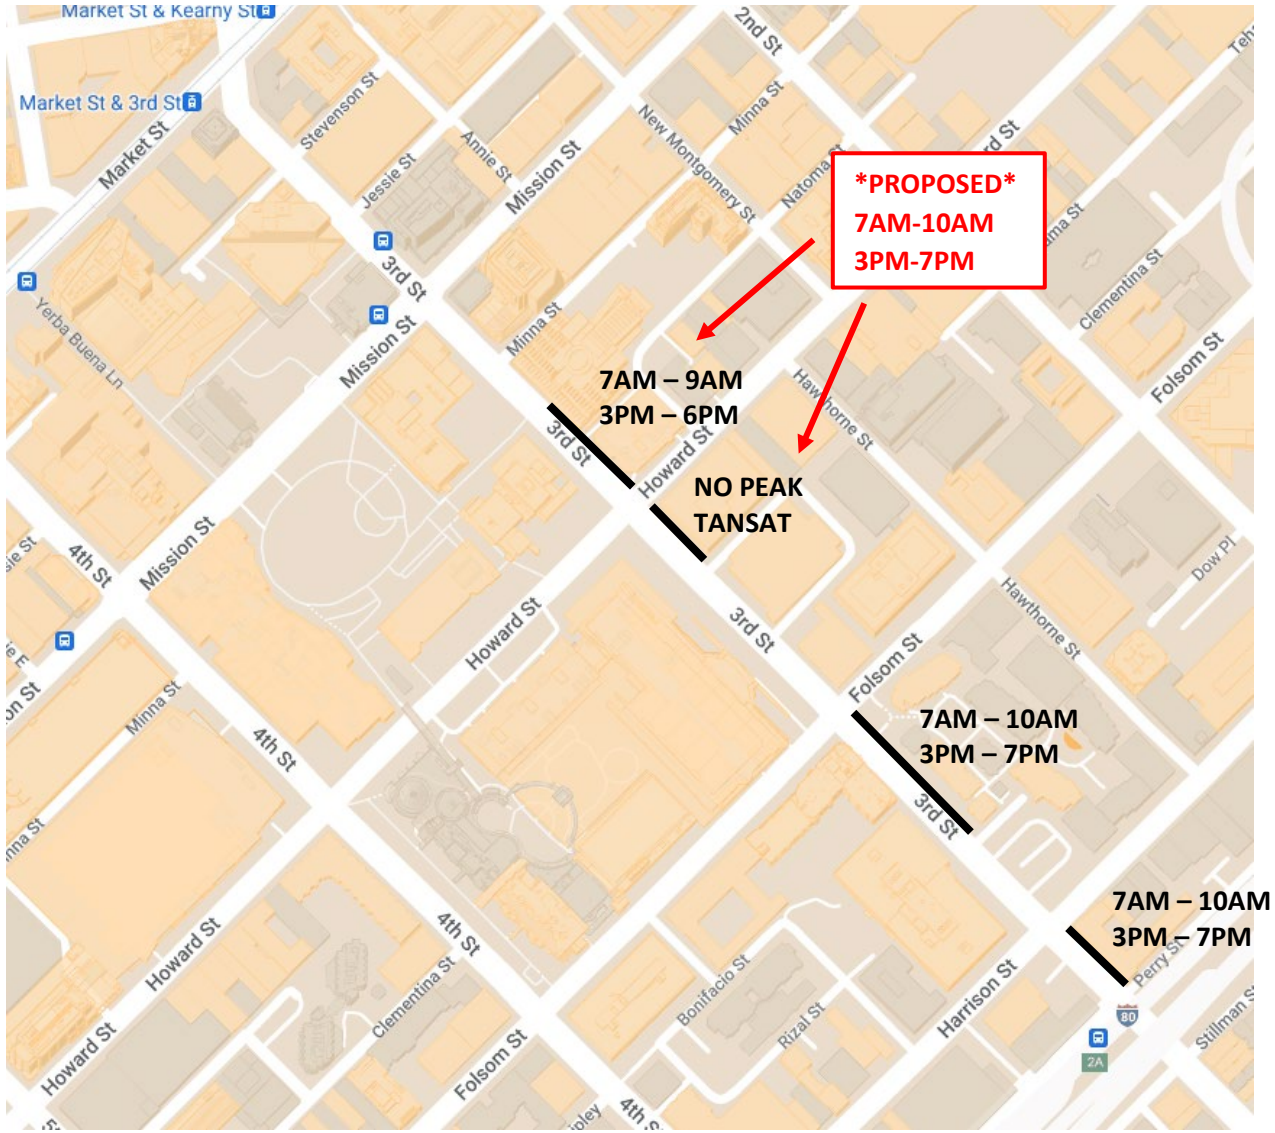 Market St & Kearny St
2nd St
Market St & 3rd St
Stevenson St
Market St
Annie St
Jessie St
Mission St
New Montgomery St
Minna St
Natoma St
*PROPOSED*
7AM-10AM
3PM-7PM
Clementina St
Folsom St
3rd St
Yerba Buena Ln
Mission St
Minna St
7AM – 9AM
3PM – 6PM
3rd St
Howard St
Hawthorne St
NO PEAK
TANSAT
4th St
Mission St
Howard St
3rd St
Dow Pl
Hawthorne St
Folsom St
Minna St
4th St
7AM – 10AM
3PM – 7PM
3rd St
7AM – 10AM
3PM – 7PM
Perry St
Howard St
4th St
Clementina St
Bonifacio St
Rizal St
Harrison St
80
2A
Stillman St
Howard St
Folsom St
4th St